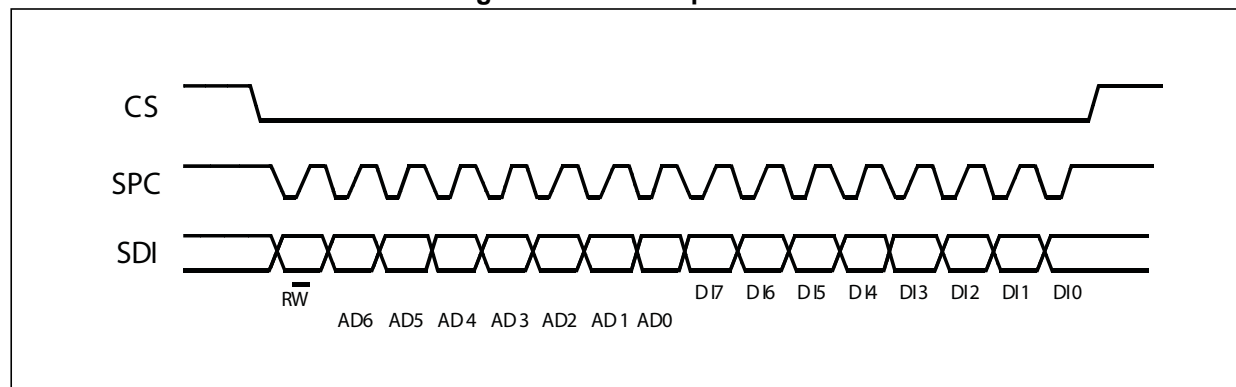 CS
SPC
SDI
RW
DI7 DI6 DI5 DI4 DI3 DI2 DI1 DI0
AD6 AD5 AD4 AD3 AD2 AD1 AD0